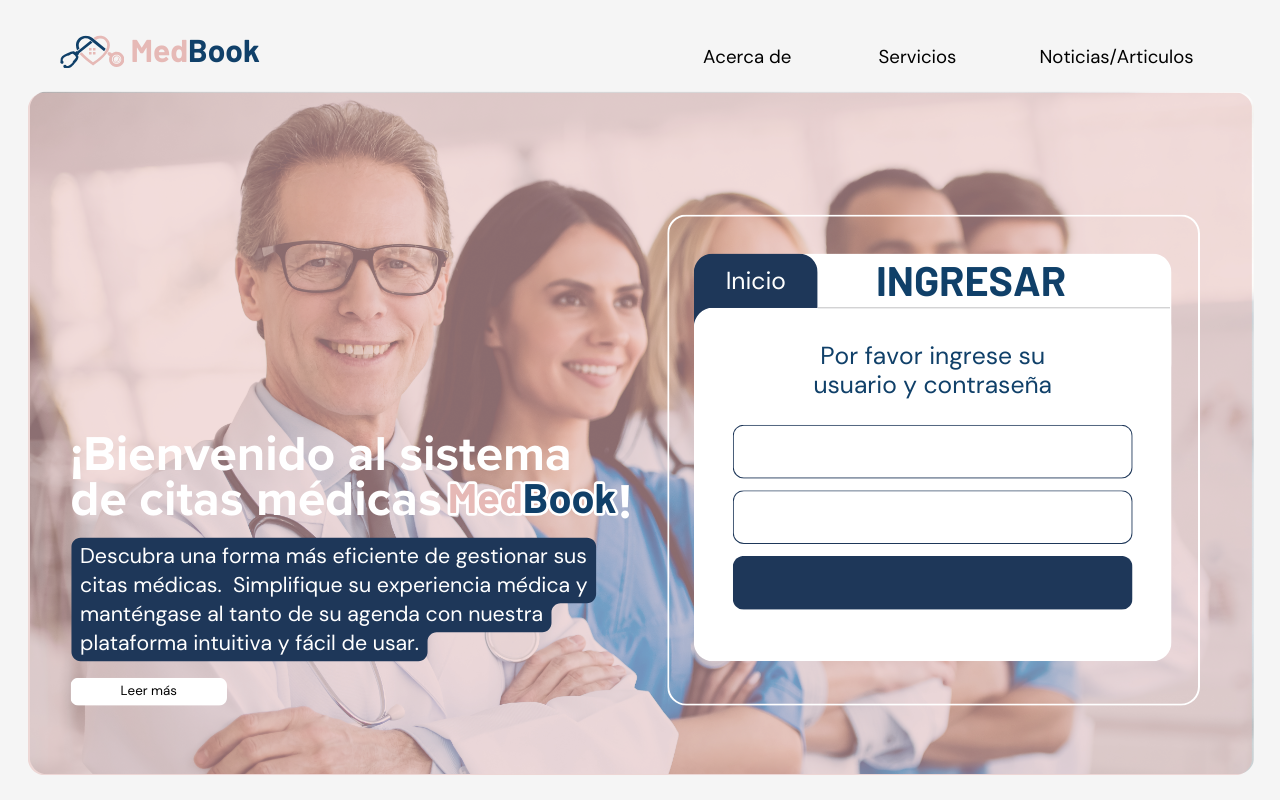 MedBook
Acerca de
Servicios
Noticias/Articulos
Inicio
INGRESAR
Por favor ingrese su
usuario y contraseña
¡Bienvenido al sistema
de citas médicas MedBook!
Descubra una forma más eficiente de gestionar sus
citas médicas.  Simplifique su experiencia médica y
manténgase al tanto de su agenda con nuestra
plataforma intuitiva y fácil de usar.
Leer más